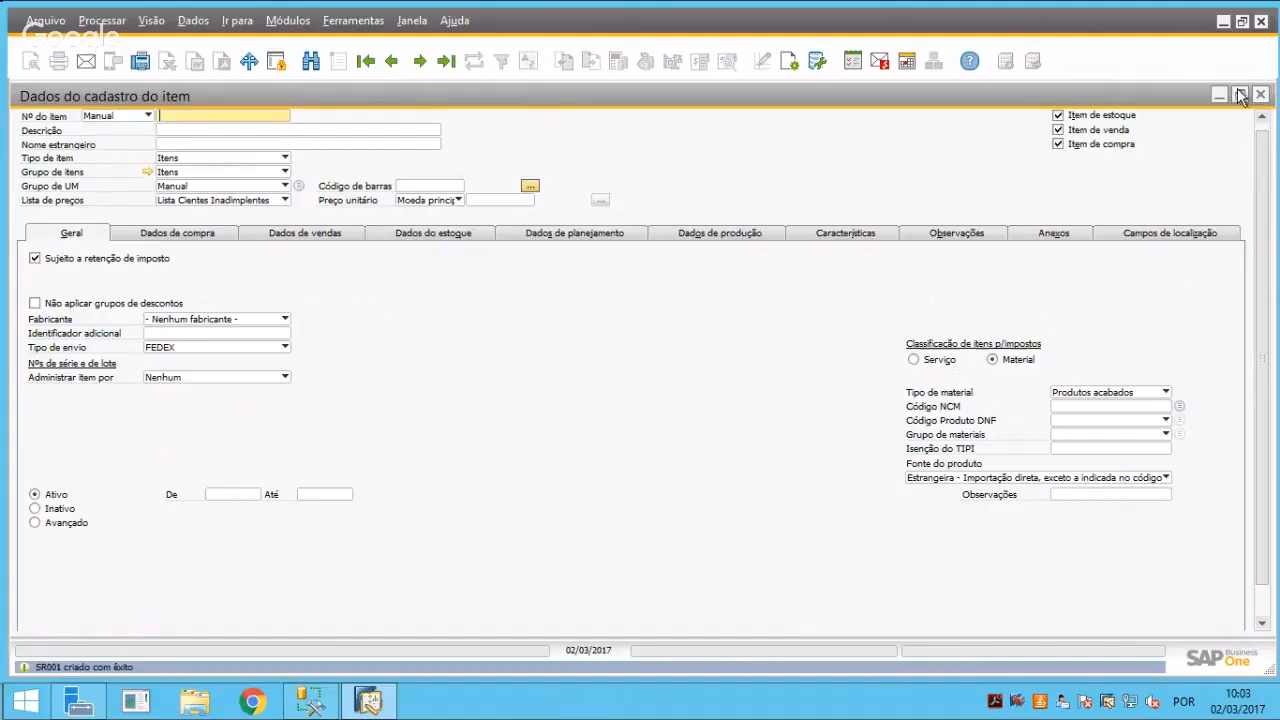 Arquivo Processar Visão Dados Ir para Módulos Ferramentas Janela Ajuda
Google
Dados do cadastro do item
Nº do item Manual
Item de estoque
Descrição
Item de venda
Nome estrangeiro
Item de compra
Tipo de item Itens
Grupo de itens Itens
Grupo de UM Manual Código de barras ...
Lista de preços Lista Clentes Inadimplentes Preço unitário Moeda princip ...
Geral Dados de compra Dados de vendas Dados do estoque Dados de planejamento Dados de produção Características Observações Anexos Campos de localização
Sujeito a retenção de imposto
Não aplicar grupos de descontos
Fabricante - Nenhum fabricante -
Identificador adicional
Tipo de envio FEDEX
Nºs de série e de lote
Administrar item por Nenhum
Classificação de itens p/impostos
Serviço Material
Tipo de material Produtos acabados
Código NCM
Código Produto DNF
Grupo de materiais
Isenção do TIPI
Fonte do produto
Estrangeira - Importação direta, exceto a indicada no código
Observações
Ativo De Até
Inativo
Avançado
02/03/2017
SR001 criado com êxito
SAP Business One
POR
10:03
02/03/2017